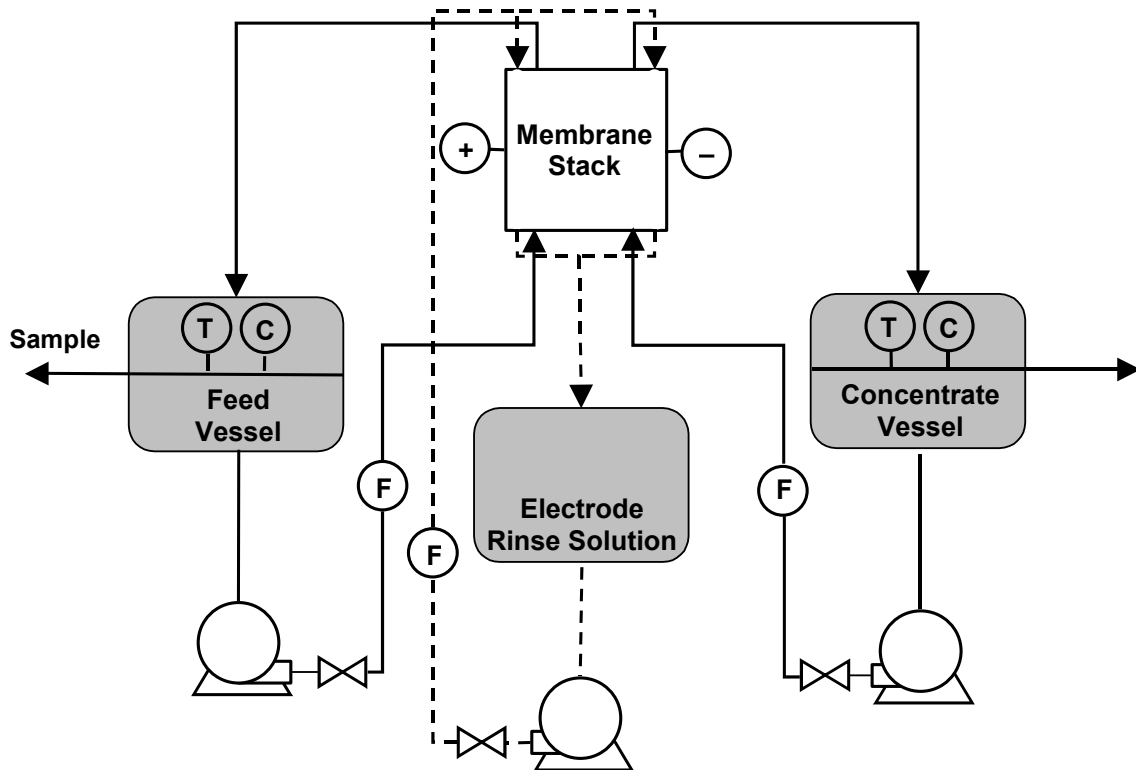 Membrane
Stack
+
–
Sample
T
C
Feed
Vessel
T
C
Concentrate
Vessel
F
F
F
Electrode
Rinse Solution